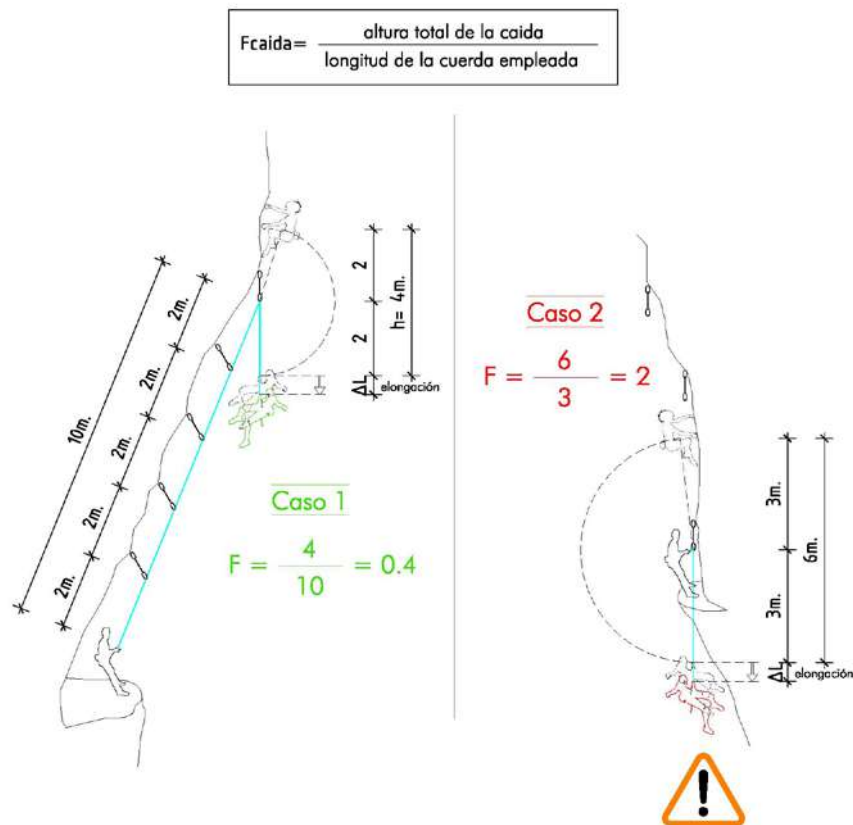 Fcaida= altura total de la caida
longitud de la cuerda empleada
10m.
2m.
2m.
2m.
2m.
2m.
2
2
h= 4m.
ΔL
elongación
Caso 1
F = 4
10
= 0.4
Caso 2
F = 6
3
= 2
3m.
3m.
6m.
ΔL
elongación
!